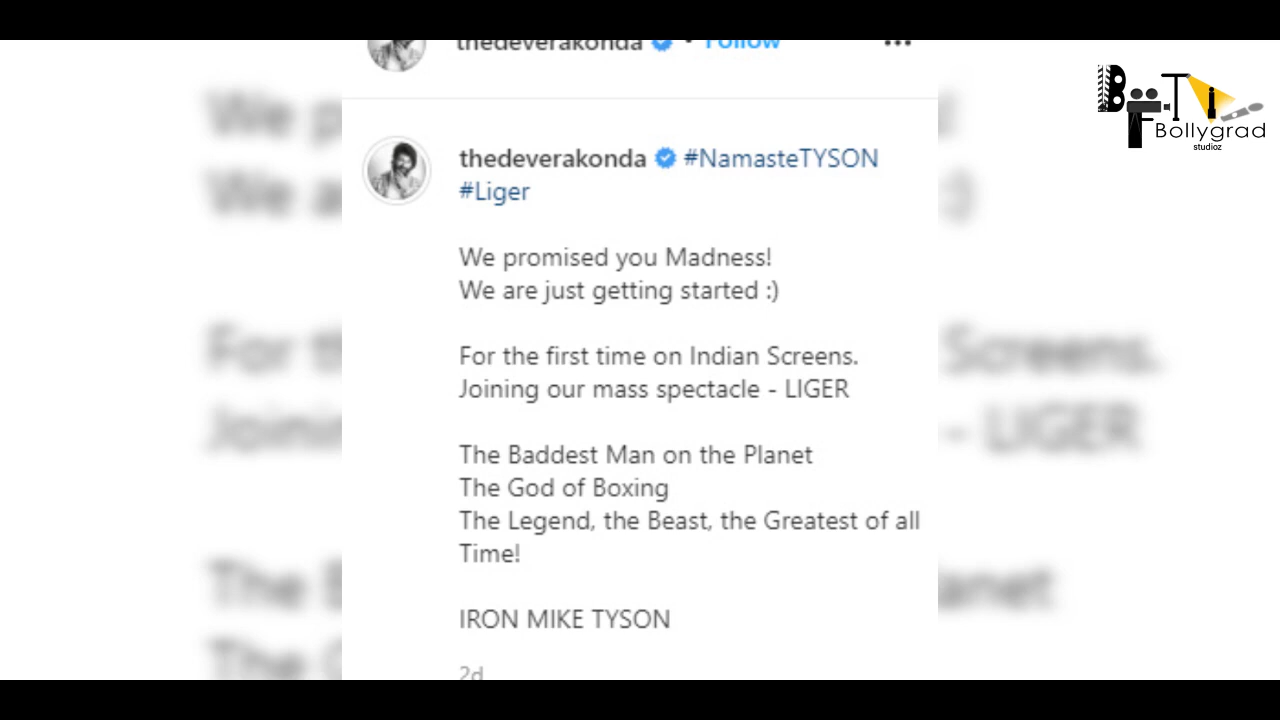 thedeverakonda • Follow ...
BFTi
Bollygrad
studioz
thedeverakonda #NamasteTYSON
#Liger
We promised you Madness!
We are just getting started :)
For the first time on Indian Screens.
Joining our mass spectacle - LIGER
The Baddest Man on the Planet
The God of Boxing
The Legend, the Beast, the Greatest of all
Time!
IRON MIKE TYSON
2d